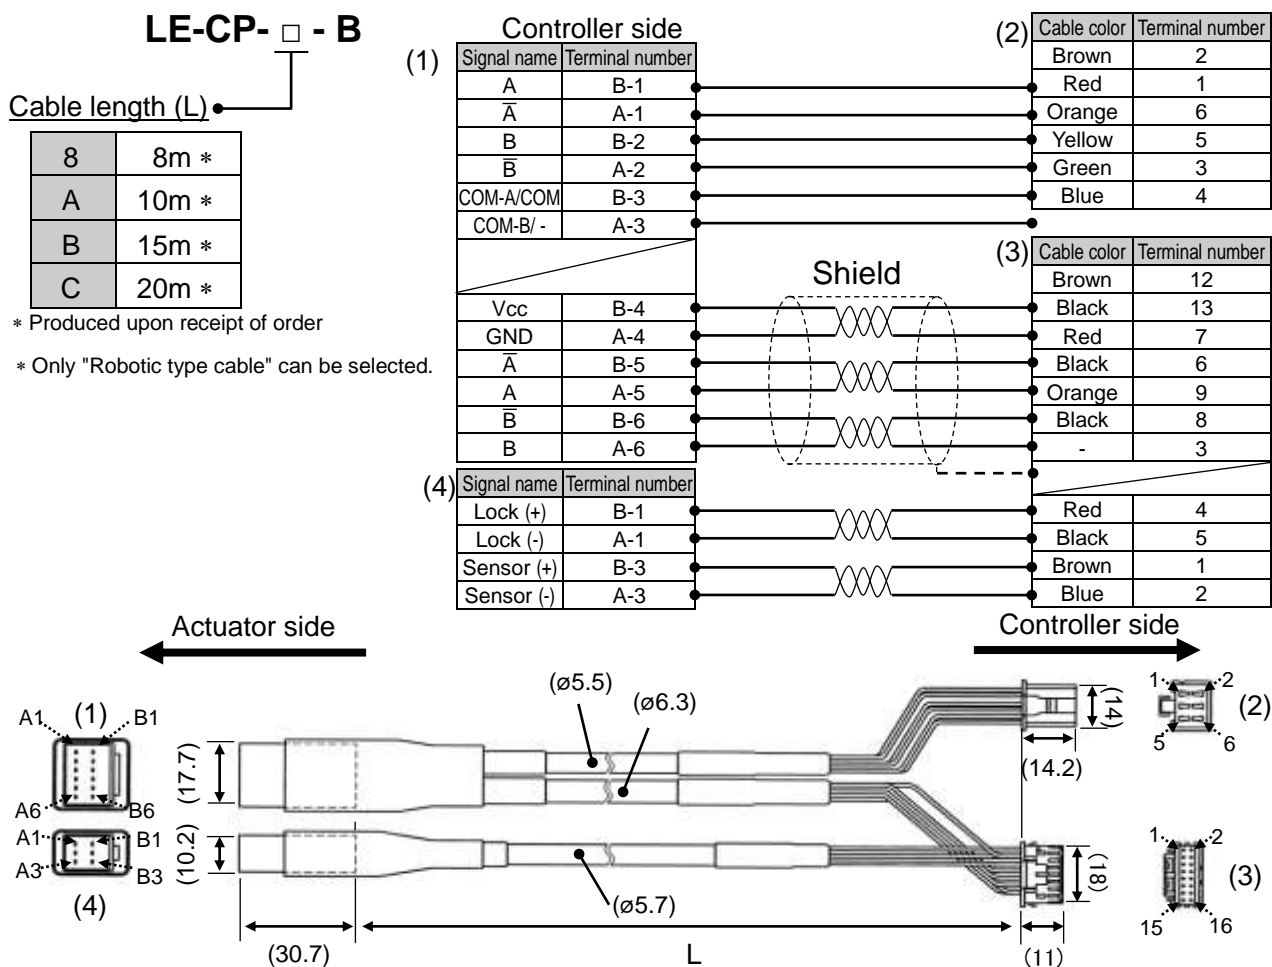 LE-CP- □ - B
Cable length (L)
8 8m *
A 10m *
B 15m *
C 20m *
* Produced upon receipt of order
* Only "Robotic type cable" can be selected.
Controller side
(1)
Signal name Terminal number
A B-1
A̅ A-1
B B-2
B̅ A-2
COM-A/COM B-3
COM-B/ - A-3
Vcc B-4
GND A-4
A̅ B-5
A A-5
B̅ B-6
B A-6
Shield
(2)
Cable color Terminal number
Brown 2
Red 1
Orange 6
Yellow 5
Green 3
Blue 4
(3)
Cable color Terminal number
Brown 12
Black 13
Red 7
Black 6
Orange 9
Black 8
- 3
Red 4
Black 5
Brown 1
Blue 2
(4)
Signal name Terminal number
Lock (+) B-1
Lock (-) A-1
Sensor (+) B-3
Sensor (-) A-3
Actuator side
Controller side
(1)
A1 B1
A6 B6
A1 B1
A3 B3
(4)
(17.7)
(10.2)
(30.7)
(ø5.5)
(ø6.3)
(ø5.7)
L
(14)
(14.2)
(18)
(11)
1 2
(2)
5 6
1 2
(3)
15 16